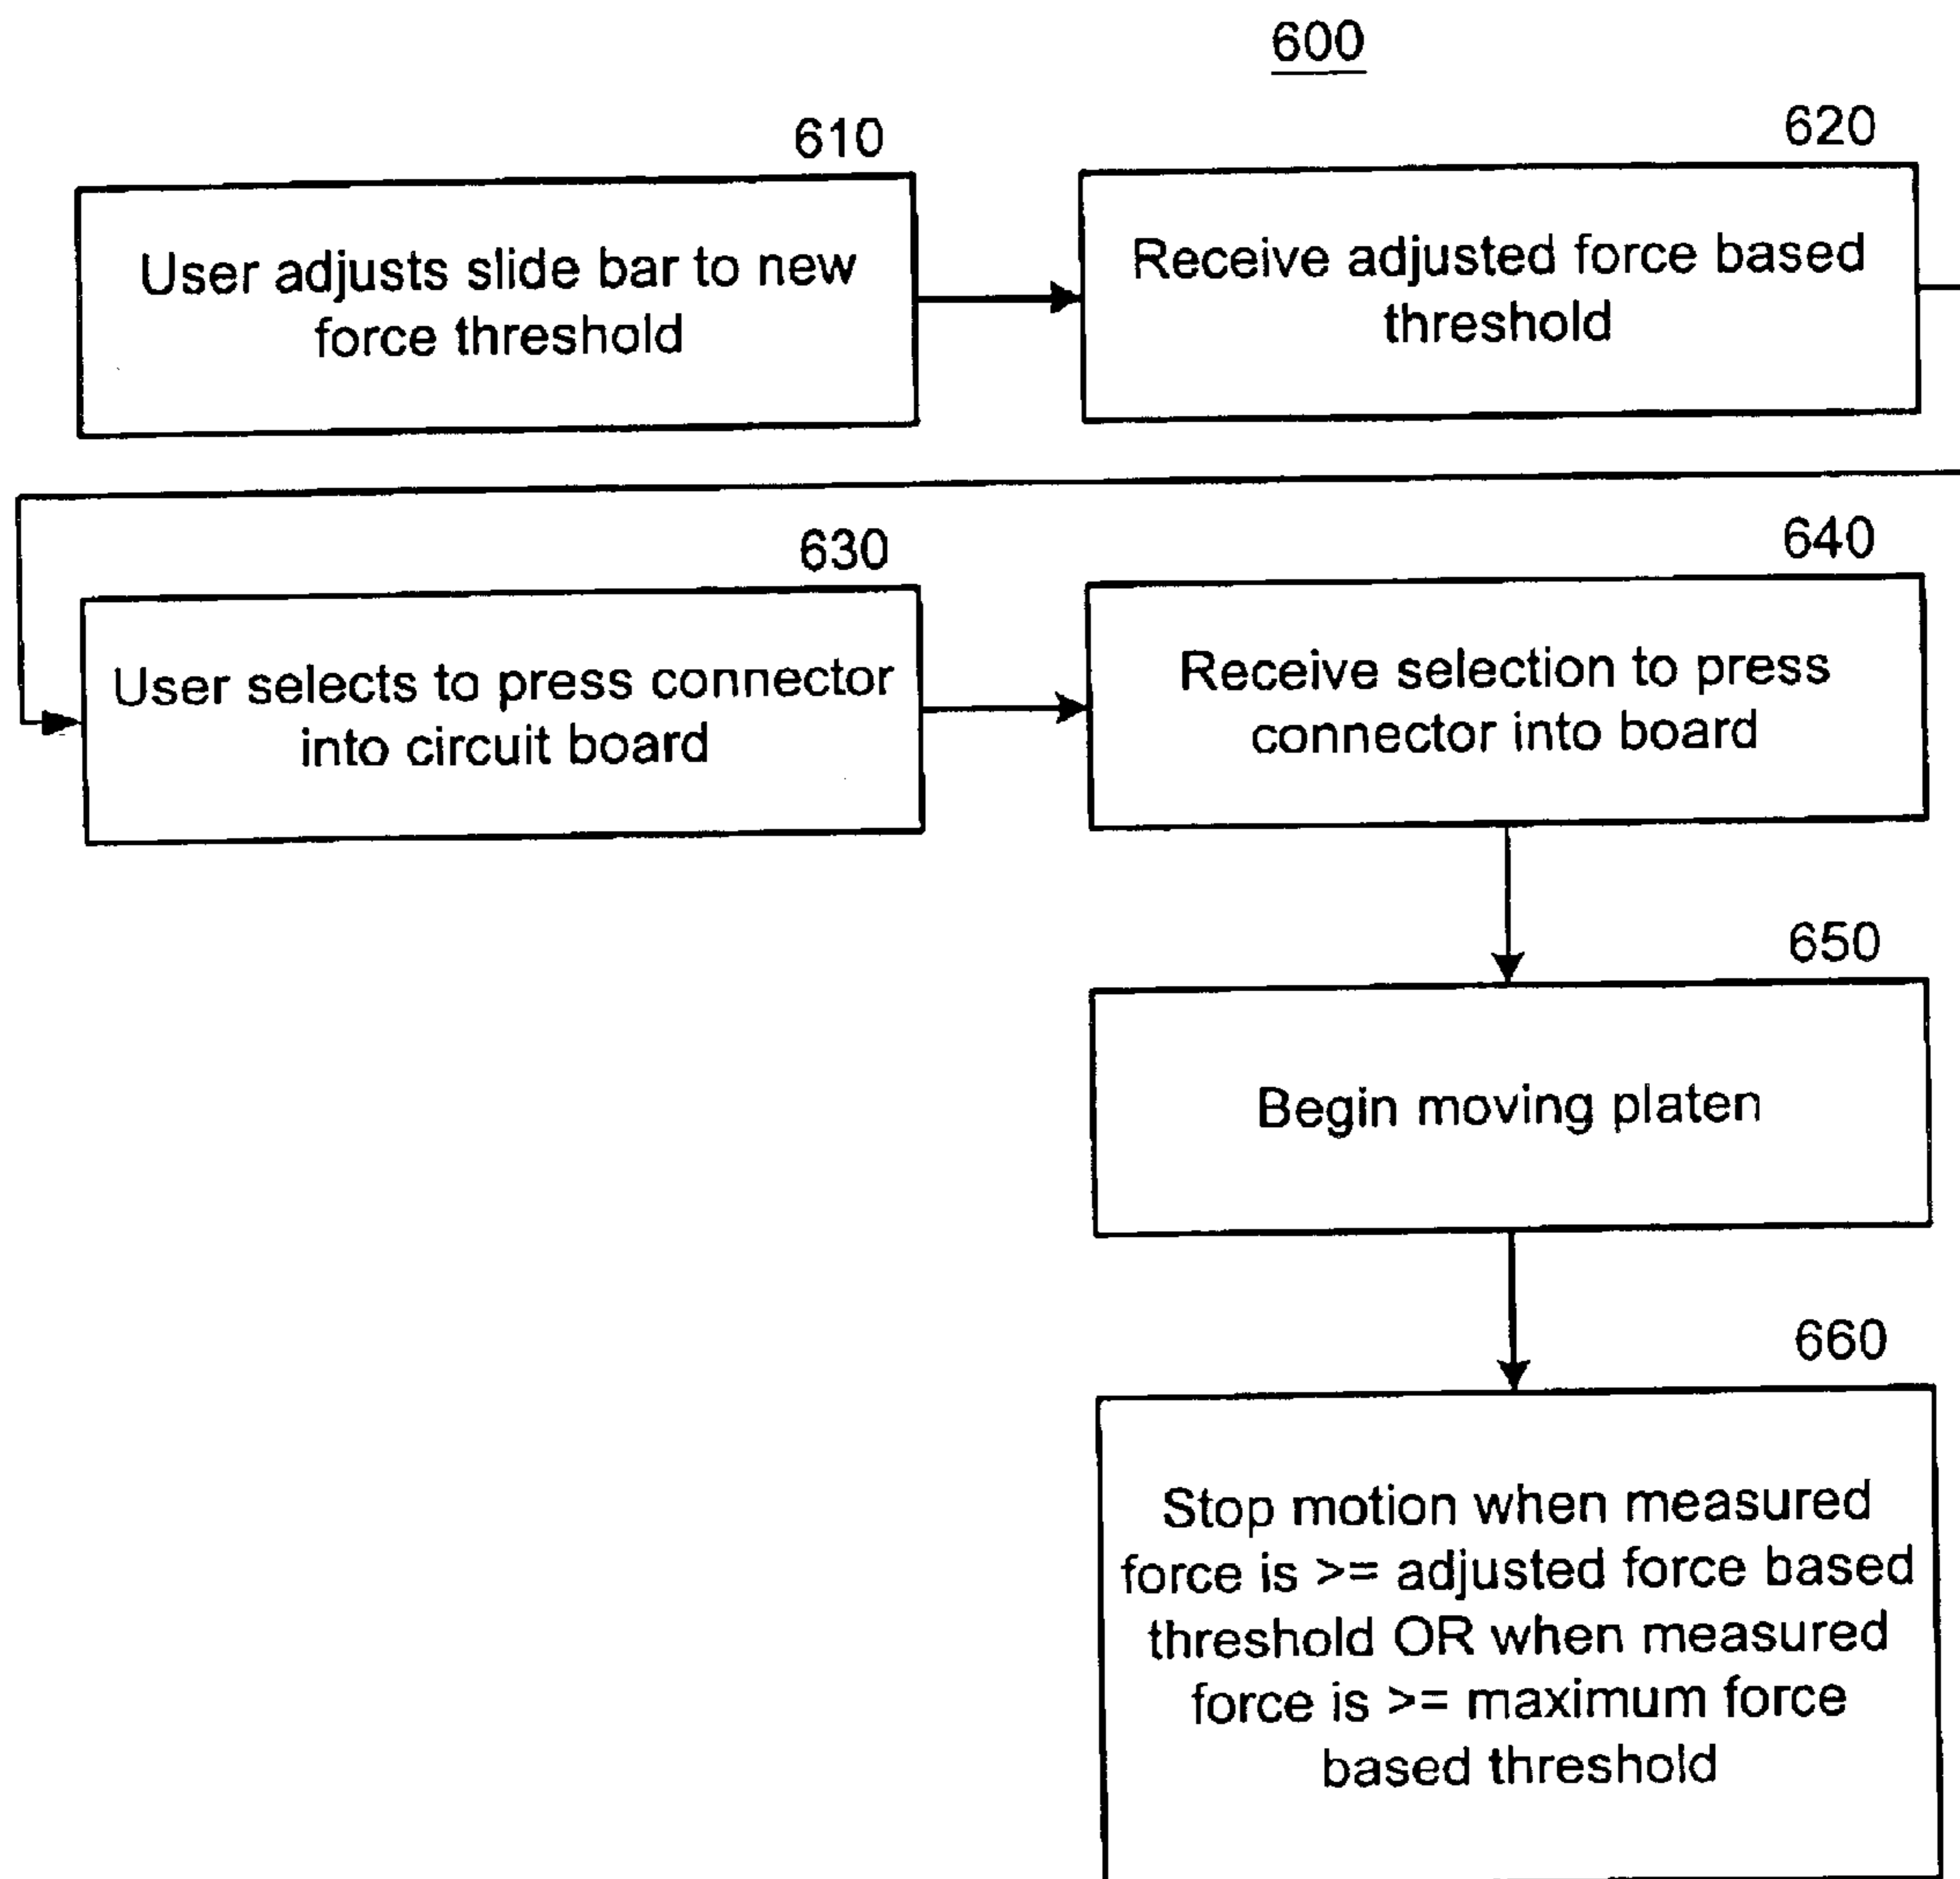 600
610
User adjusts slide bar to new
force threshold
620
Receive adjusted force based
threshold
630
User selects to press connector
into circuit board
640
Receive selection to press
connector into board
650
Begin moving platen
660
Stop motion when measured
force is >= adjusted force based
threshold OR when measured
force is >= maximum force
based threshold